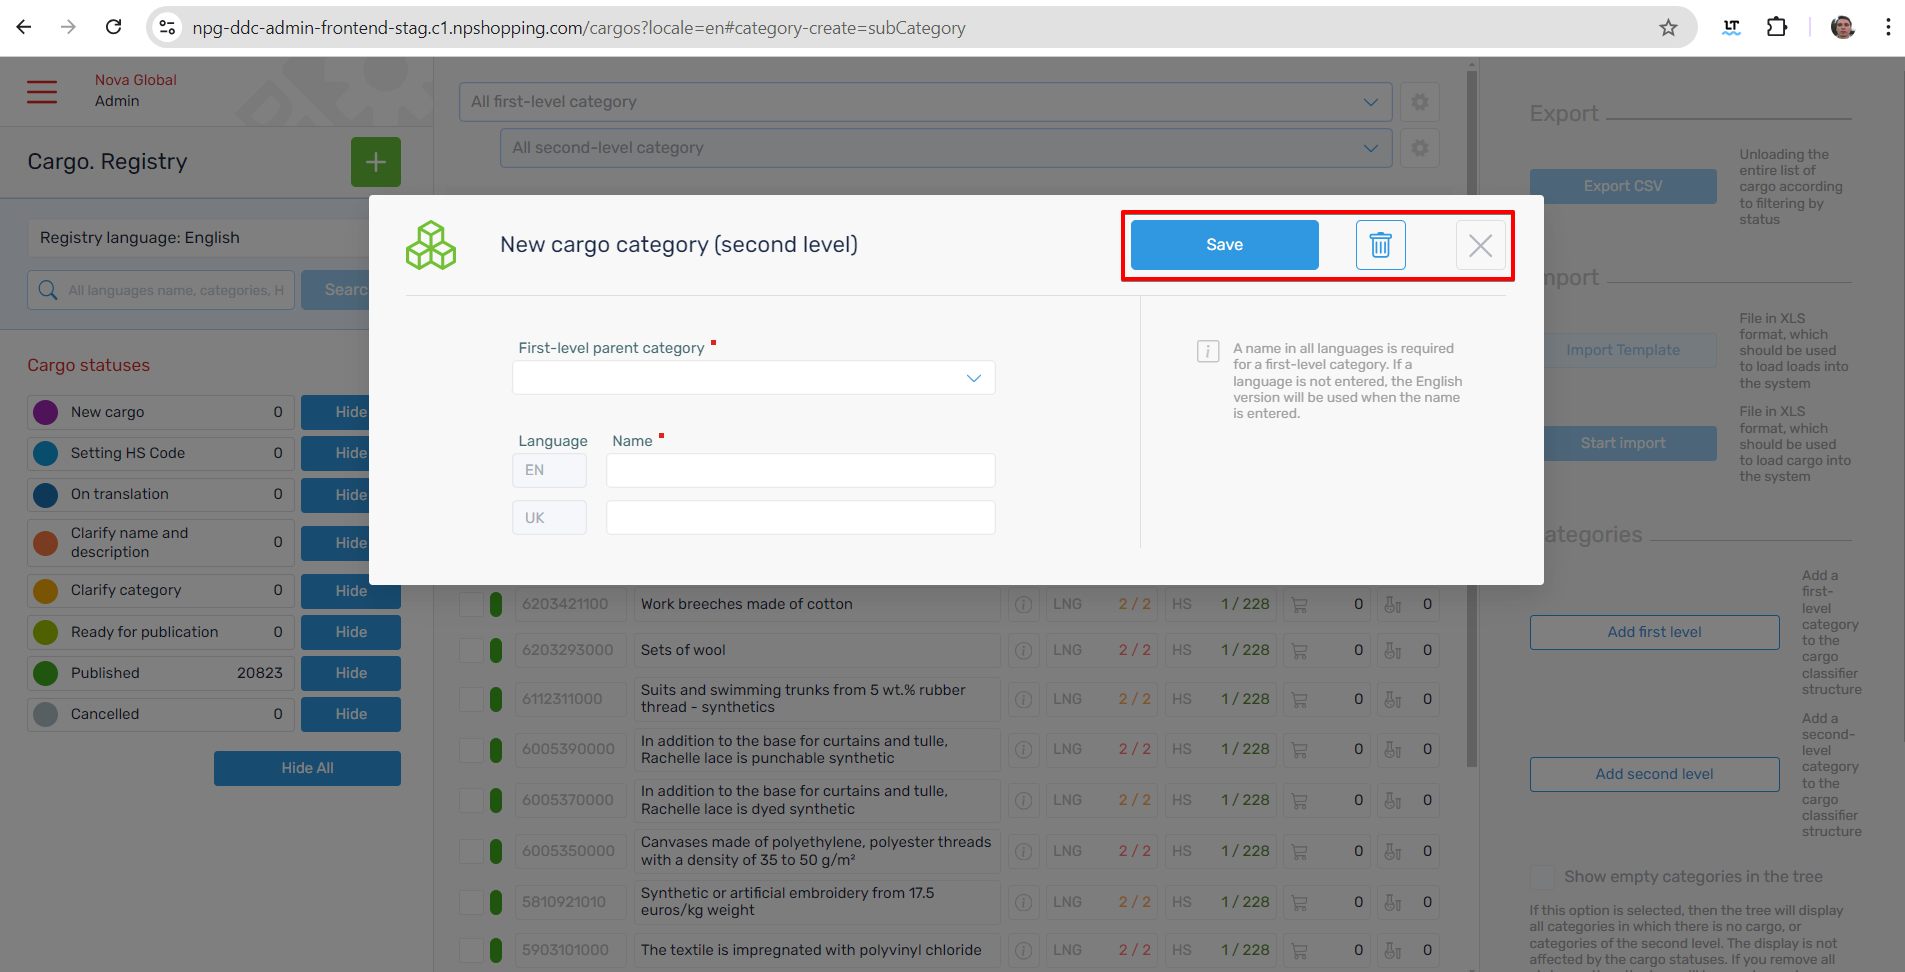 npg-ddc-admin-frontend-stag.c1.npshopping.com/cargos?locale=en#category-create=subCategory
LT
Nova Global
Admin
Cargo. Registry
Registry language: English
All languages name, categories, H
Searc
Cargo statuses
New cargo 0 Hide
Setting HS Code 0 Hide
On translation 0 Hide
Clarify name and
description 0 Hide
Clarify category 0 Hide
Ready for publication 0 Hide
Published 20823 Hide
Cancelled 0 Hide
Hide All
All first-level category
All second-level category
New cargo category (second level)
Save
First-level parent category
Language Name
EN
UK
A name in all languages is required
for a first-level category. If a
language is not entered, the English
version will be used when the name
is entered.
6203421100 Work breeches made of cotton LNG 2 / 2 HS 1 / 228 0 0
6203293000 Sets of wool LNG 2 / 2 HS 1 / 228 0 0
6112311000 Suits and swimming trunks from 5 wt.% rubber
thread - synthetics LNG 2 / 2 HS 1 / 228 0 0
6005390000 In addition to the base for curtains and tulle,
Rachelle lace is punchable synthetic LNG 2 / 2 HS 1 / 228 0 0
6005370000 In addition to the base for curtains and tulle,
Rachelle lace is dyed synthetic LNG 2 / 2 HS 1 / 228 0 0
6005350000 Canvases made of polyethylene, polyester threads
with a density of 35 to 50 g/m² LNG 2 / 2 HS 1 / 228 0 0
5810921010 Synthetic or artificial embroidery from 17.5
euros/kg weight LNG 2 / 2 HS 1 / 228 0 0
5903101000 The textile is impregnated with polyvinyl chloride LNG 2 / 2 HS 1 / 228 0 0
Export
Export CSV
Unloading the
entire list of
cargo according
to filtering by
status
mport
Import Template
File in XLS
format, which
should be used
to load loads into
the system
Start import
File in XLS
format, which
should be used
to load cargo into
the system
ategories
Add first level
Add a
first-
level
category
to the
cargo
classifier
structure
Add second level
Add a
second-
level
category
to the
cargo
classifier
structure
Show empty categories in the tree
If this option is selected, then the tree will display
all categories in which there is no cargo, or
categories of the second level. The display is not
affected by the cargo statuses. If you remove all